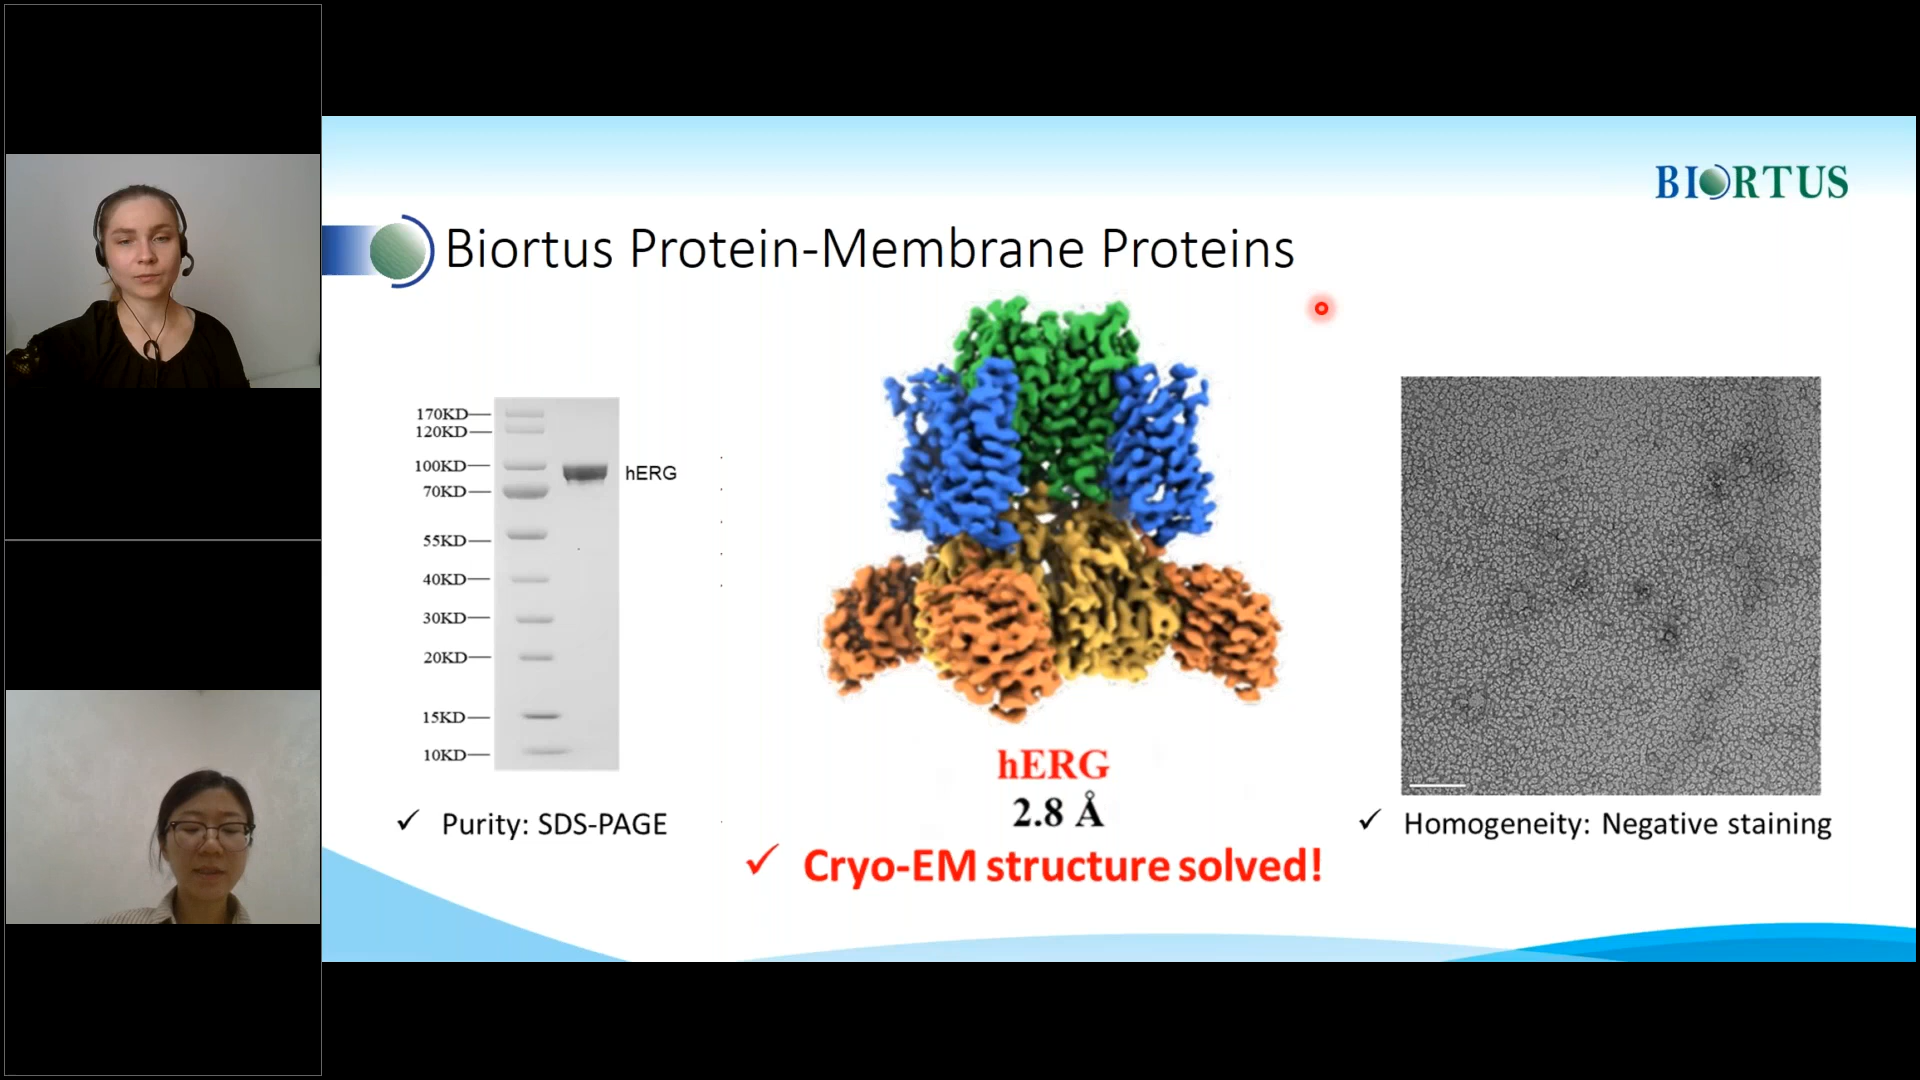 BIORTUS
Biortus Protein-Membrane Proteins
170KD
120KD
100KD
70KD
55KD
40KD
30KD
20KD
15KD
10KD
hERG
Purity: SDS-PAGE
hERG
2.8 Å
Cryo-EM structure solved!
Homogeneity: Negative staining